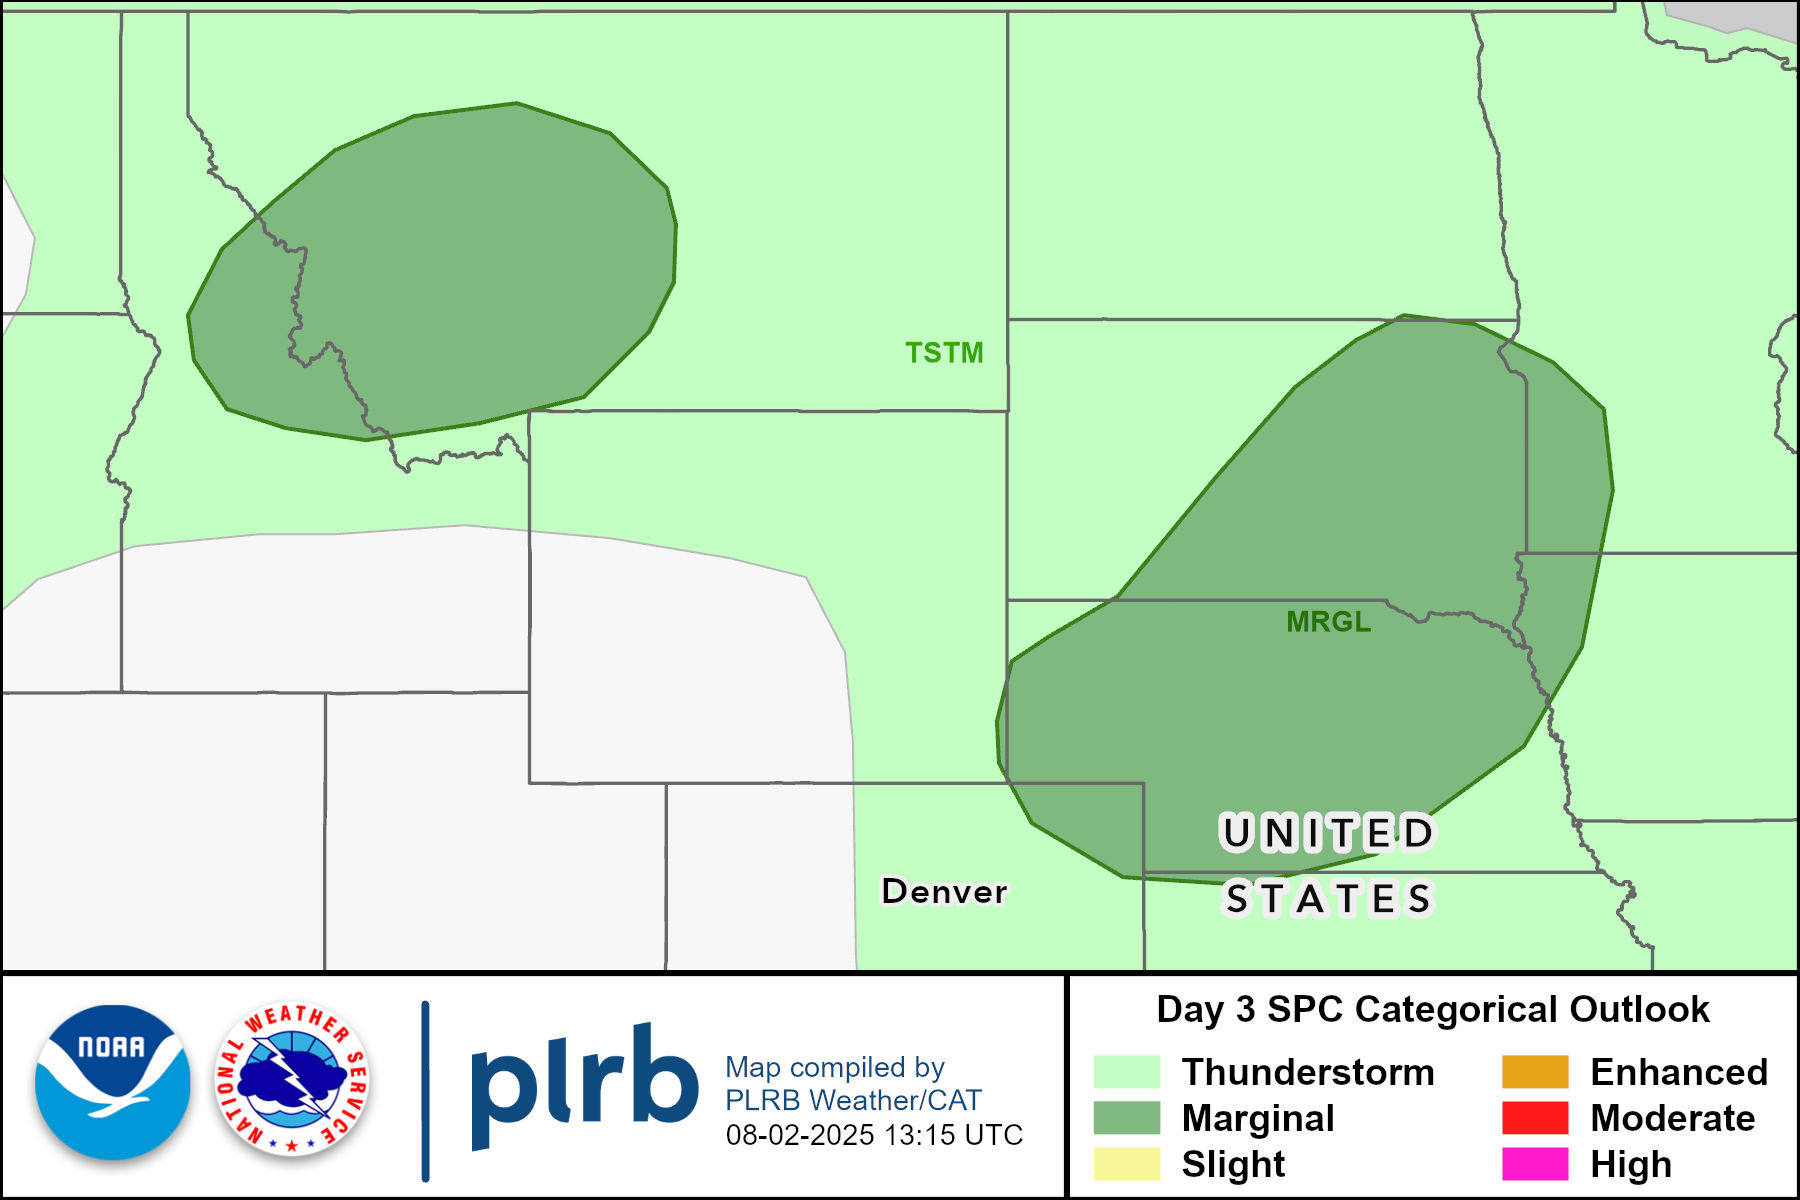 TSTM
MRGL
UNITED
STATES
Denver
NOAA
NATIONAL WEATHER SERVICE
plrb
Map compiled by
PLRB Weather/CAT
08-02-2025 13:15 UTC
Day 3 SPC Categorical Outlook
Thunderstorm
Marginal
Slight
Enhanced
Moderate
High